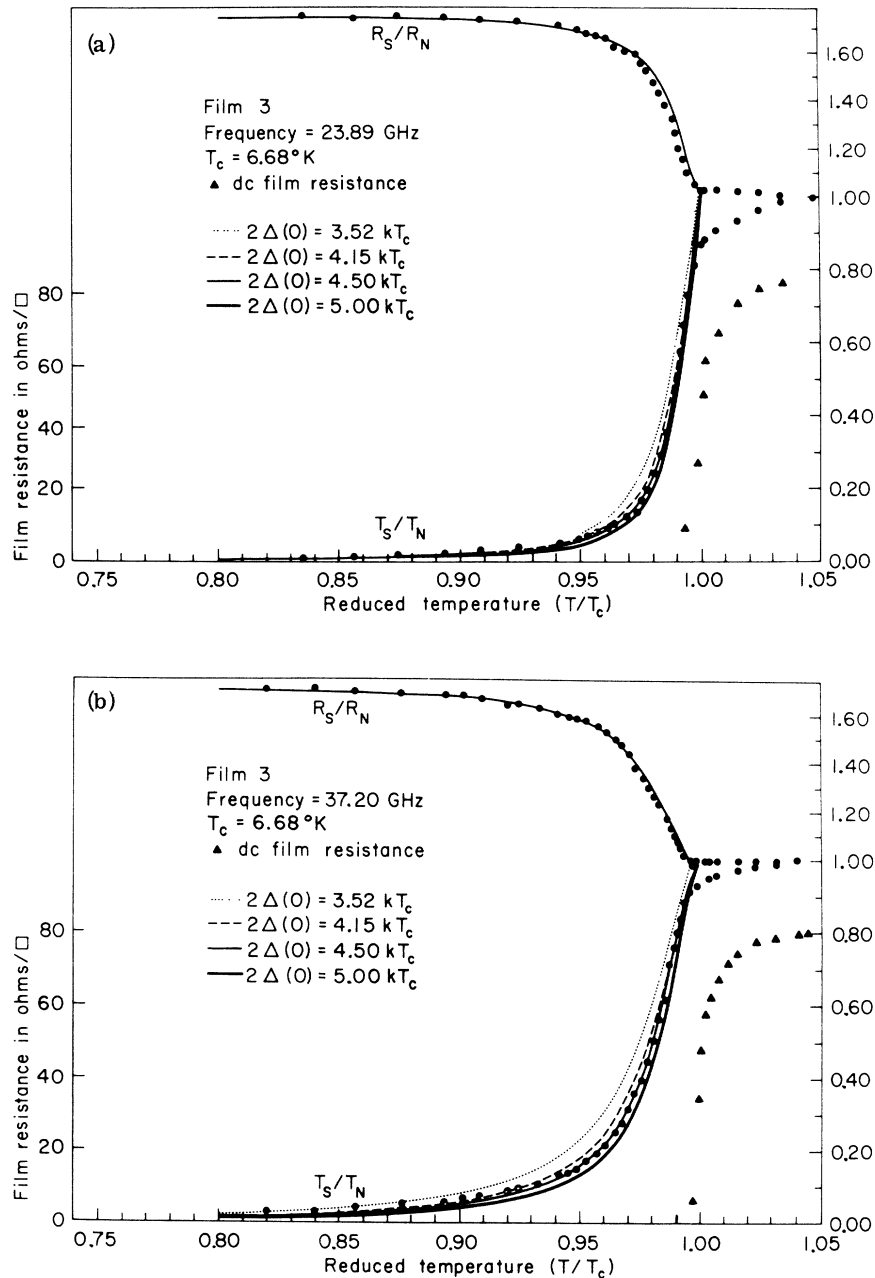 (a)
R_S/R_N
Film 3
Frequency = 23.89 GHz
T_c = 6.68°K
▲ dc film resistance
2Δ(0) = 3.52 kT_c
2Δ(0) = 4.15 kT_c
2Δ(0) = 4.50 kT_c
2Δ(0) = 5.00 kT_c
T_S/T_N
Film resistance in ohms/□
80
60
40
20
0
1.60
1.40
1.20
1.00
0.80
0.60
0.40
0.20
0.00
0.75 0.80 0.85 0.90 0.95 1.00 1.05
Reduced temperature (T/T_c)
(b)
R_S/R_N
Film 3
Frequency = 37.20 GHz
T_c = 6.68°K
▲ dc film resistance
2Δ(0) = 3.52 kT_c
2Δ(0) = 4.15 kT_c
2Δ(0) = 4.50 kT_c
2Δ(0) = 5.00 kT_c
T_S/T_N
Film resistance in ohms/□
80
60
40
20
0
1.60
1.40
1.20
1.00
0.80
0.60
0.40
0.20
0.00
0.75 0.80 0.85 0.90 0.95 1.00 1.05
Reduced temperature (T/T_c)